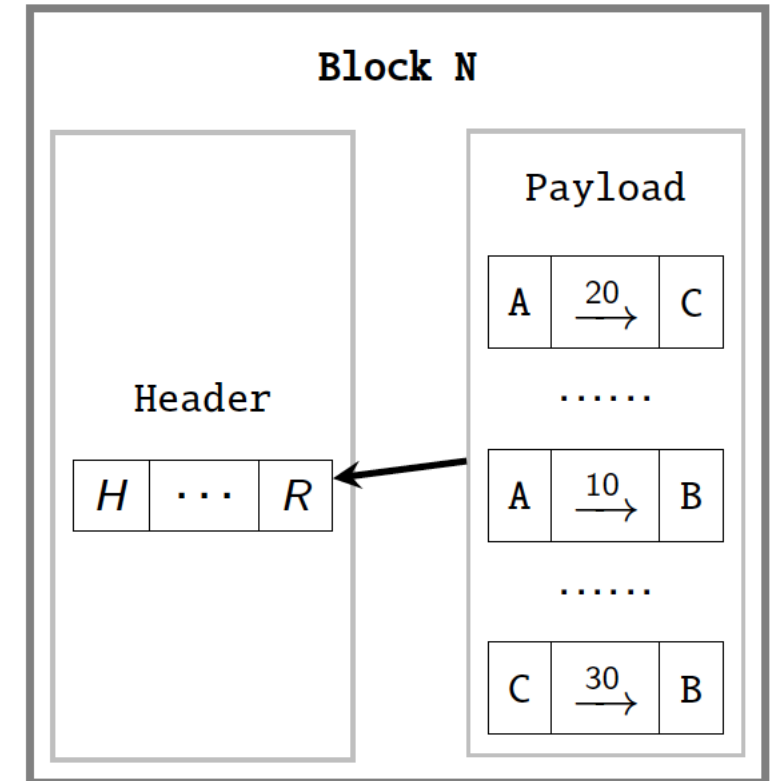 Block N
Header
H ... R
Payload
A 20 → C
......
A 10 → B
......
C 30 → B